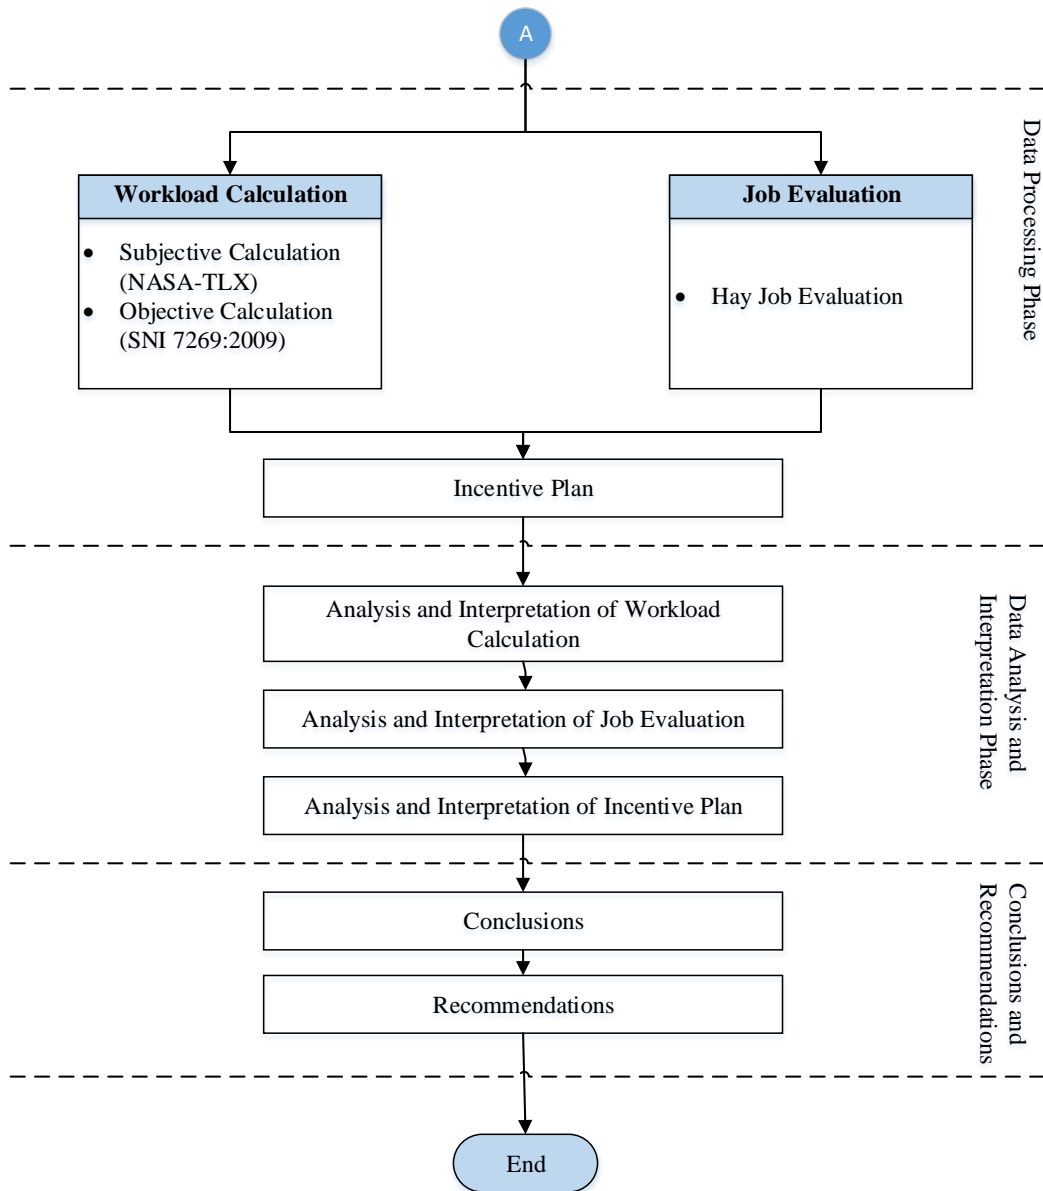 A
Data Processing Phase
Workload Calculation
• Subjective Calculation
(NASA-TLX)
• Objective Calculation
(SNI 7269:2009)
Job Evaluation
• Hay Job Evaluation
Incentive Plan
Data Analysis and
Interpretation Phase
Analysis and Interpretation of Workload
Calculation
Analysis and Interpretation of Job Evaluation
Analysis and Interpretation of Incentive Plan
Conclusions and
Recommendations
Conclusions
Recommendations
End